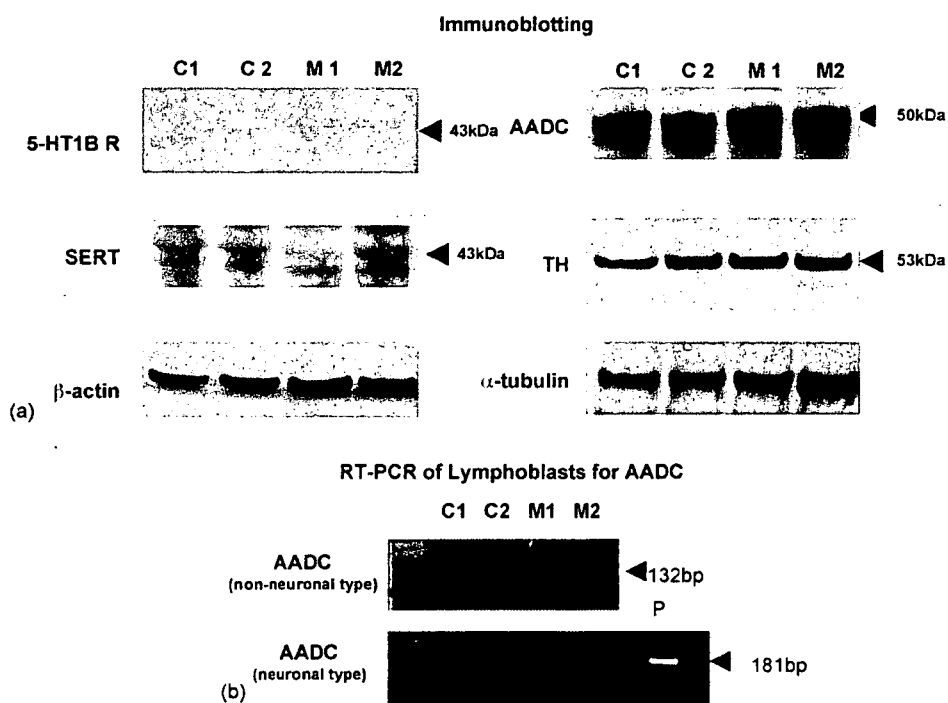 Immunoblotting
C1 C 2 M 1 M2
5-HT1B R
43kDa
SERT
43kDa
β-actin
(a)
C1 C 2 M 1 M2
AADC
50kDa
TH
53kDa
α-tubulin
RT-PCR of Lymphoblasts for AADC
C1 C2 M1 M2
AADC
(non-neuronal type)
132bp
P
AADC
(neuronal type)
181bp
(b)